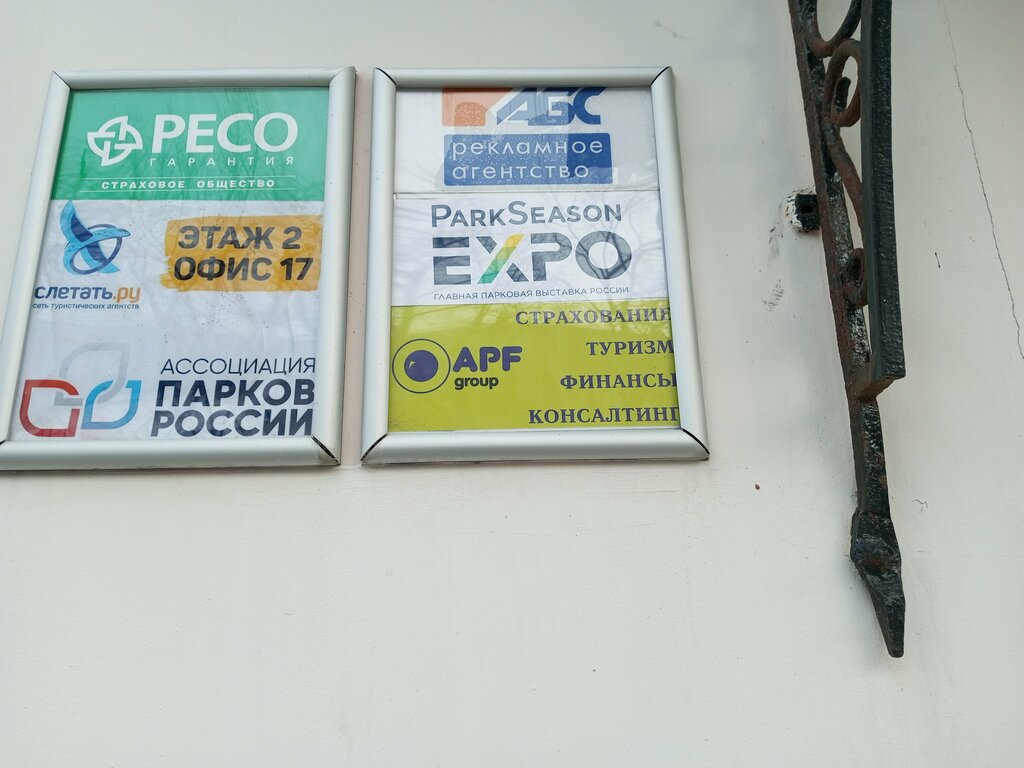 РЕСО
ГАРАНТИЯ
СТРАХОВОЕ ОБЩЕСТВО
слетать.ру
сеть туристических агентств
ЭТАЖ 2
ОФИС 17
АССОЦИАЦИЯ
ПАРКОВ
РОССИИ
АБС
рекламное
агентство
PARKSEASON
EXPO
ГЛАВНАЯ ПАРКОВАЯ ВЫСТАВКА РОССИИ
APF
group
СТРАХОВАНИЕ
ТУРИЗМ
ФИНАНСЫ
КОНСАЛТИНГ